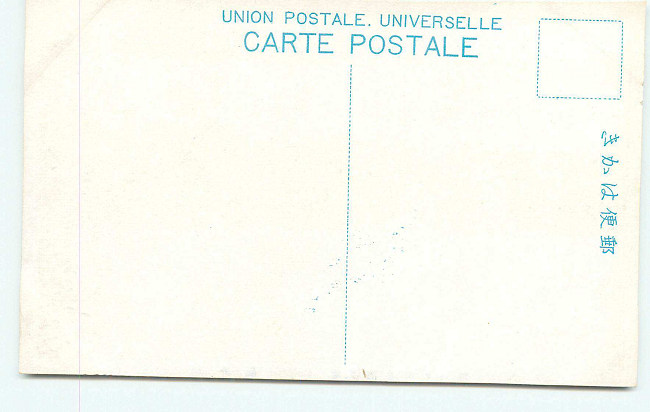 UNION POSTALE. UNIVERSELLE
CARTE POSTALE
郵便はかき